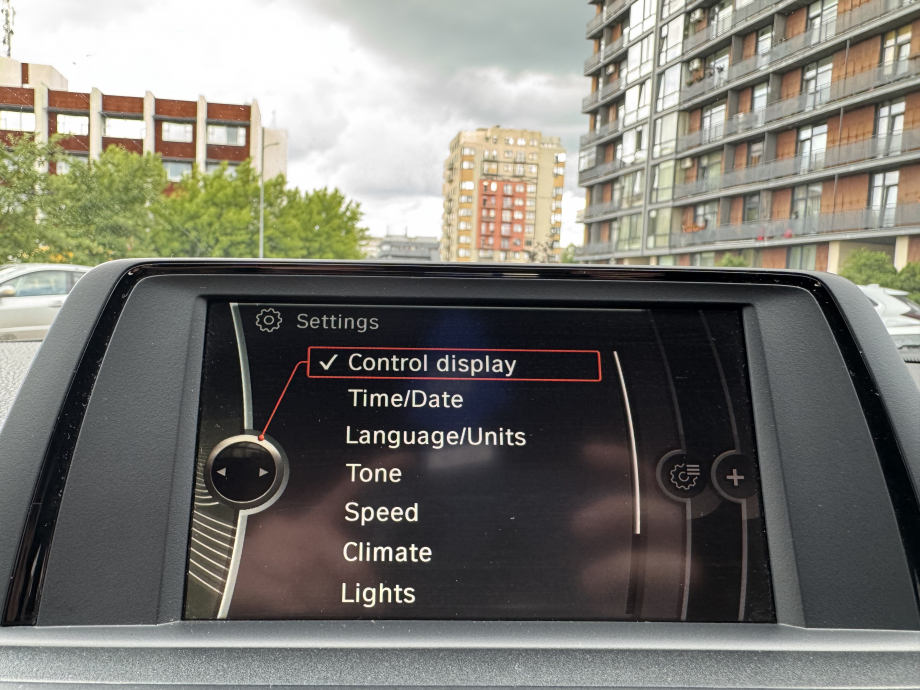 Settings
Control display
Time/Date
Language/Units
Tone
Speed
Climate
Lights